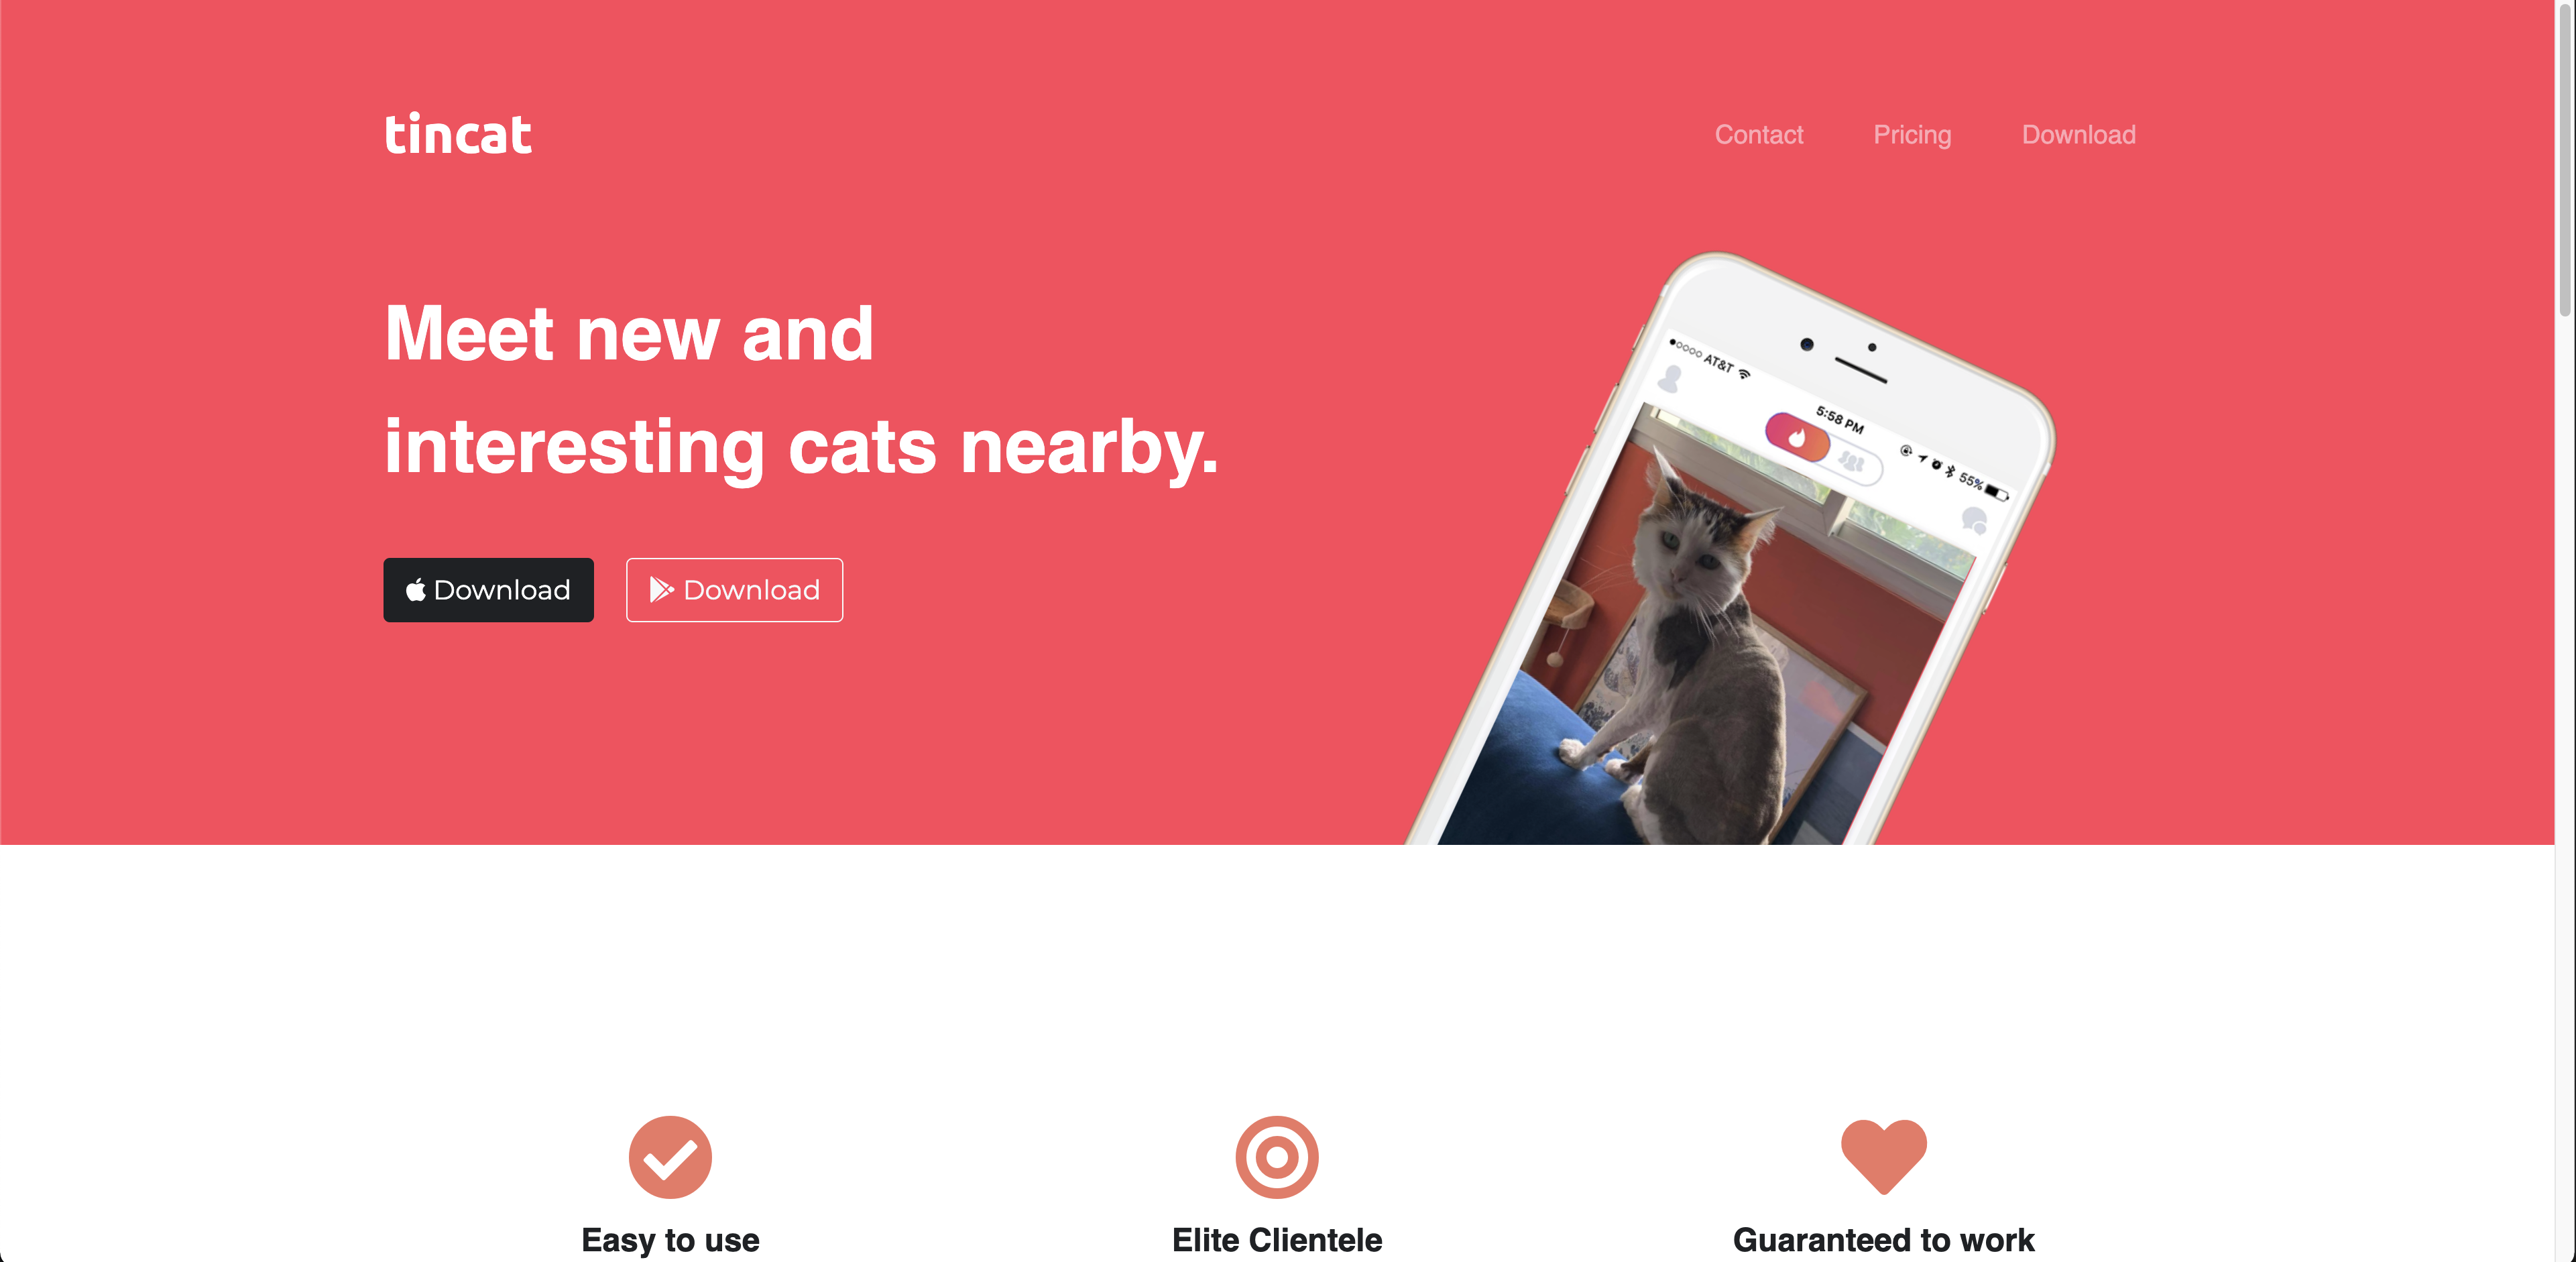 tincat
Contact Pricing Download
Meet new and
interesting cats nearby.
Download Download
AT&T
5:58 PM
55%
Easy to use
Elite Clientele
Guaranteed to work